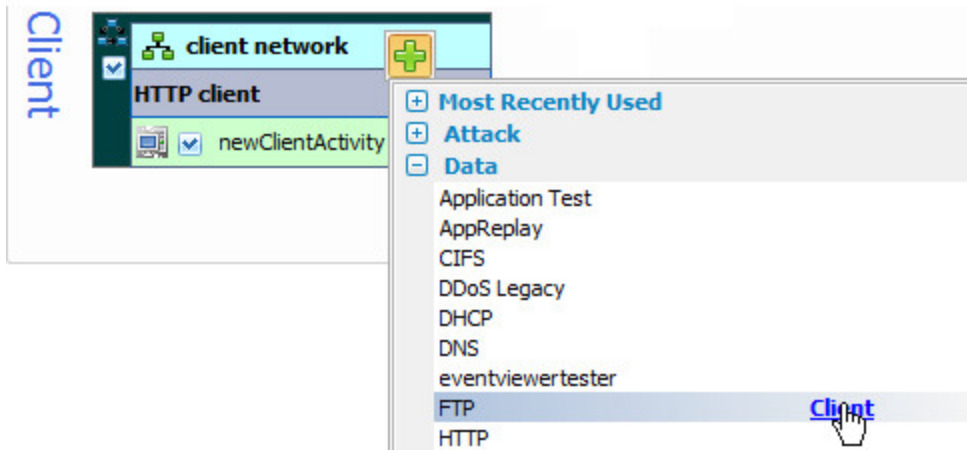 Client
client network
HTTP client
newClientActivity
Most Recently Used
Attack
Data
Application Test
AppReplay
CIFS
DDoS Legacy
DHCP
DNS
eventviewertester
FTP Client
HTTP